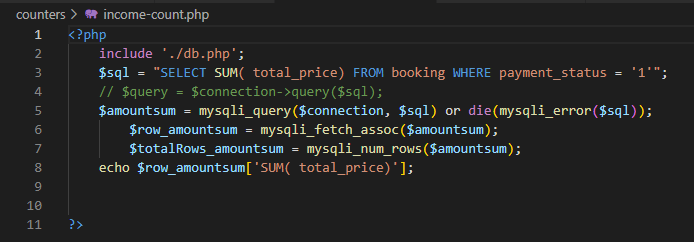 counters > income-count.php
1 <?php
2 include './db.php';
3 $sql = "SELECT SUM( total_price) FROM booking WHERE payment_status = '1'";
4 // $query = $connection->query($sql);
5 $amountsum = mysqli_query($connection, $sql) or die(mysqli_error($sql));
6 $row_amountsum = mysqli_fetch_assoc($amountsum);
7 $totalRows_amountsum = mysqli_num_rows($amountsum);
8 echo $row_amountsum['SUM( total_price)'];
9
10
11 ?>